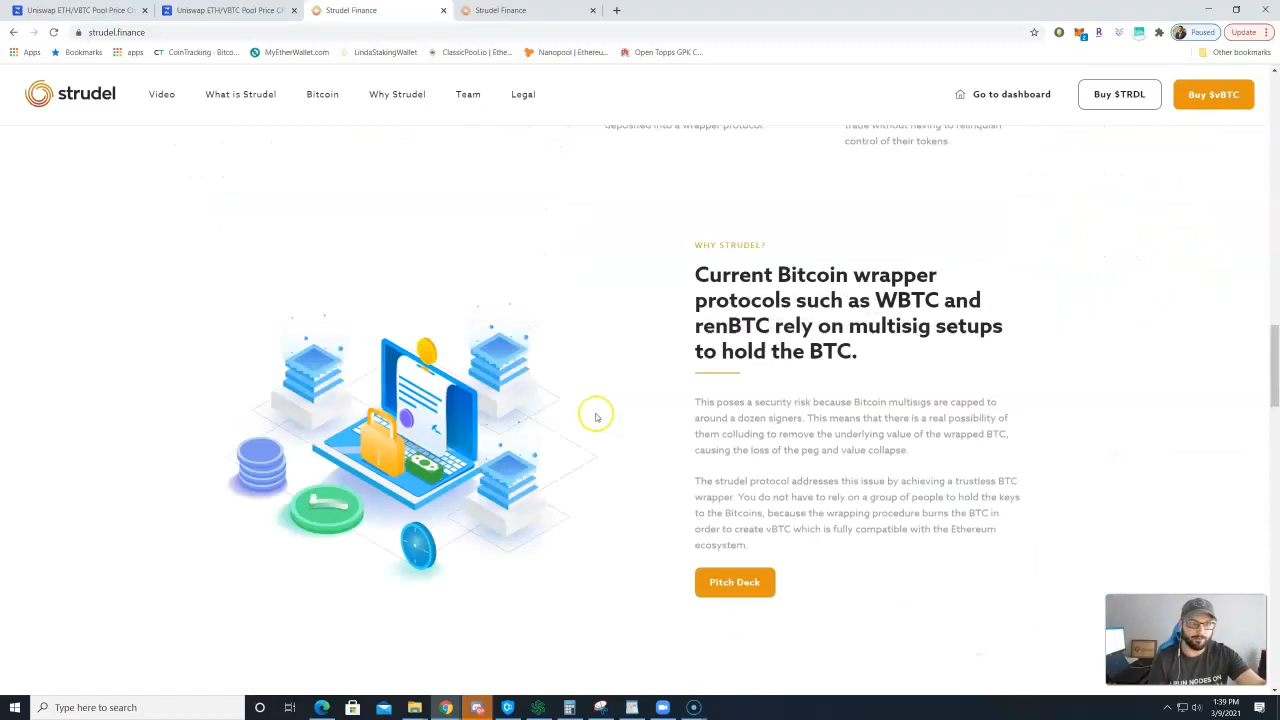 Uniswap ETH/VBTC Pool Price Ch
Uniswap ETH/VBTC Pool Price Ch
Strudel Finance
Strudel Finance
strudel.finance
Paused
Update
Apps
Bookmarks
apps
CT CoinTracking - Bitco...
MyEtherWallet.com
LindaStakingWallet
ClassicPool.io | Ethe...
Nanopool | Ethereu...
Open Topps GPK C...
Other bookmarks
strudel
Video
What is Strudel
Bitcoin
Why Strudel
Team
Legal
Go to dashboard
Buy $TRDL
Buy $vBTC
deposited into a wrapper protocol.
trade without having to relinquish
control of their tokens
WHY STRUDEL?
Current Bitcoin wrapper
protocols such as WBTC and
renBTC rely on multisig setups
to hold the BTC.
This poses a security risk because Bitcoin multisigs are capped to
around a dozen signers. This means that there is a real possibility of
them colluding to remove the underlying value of the wrapped BTC,
causing the loss of the peg and value collapse.
The strudel protocol addresses this issue by achieving a trustless BTC
wrapper. You do not have to rely on a group of people to hold the keys
to the Bitcoins, because the wrapping procedure burns the BTC in
order to create vBTC which is fully compatible with the Ethereum
ecosystem.
Pitch Deck
I RUN NODES ON
Type here to search
1:39 PM
3/9/2021